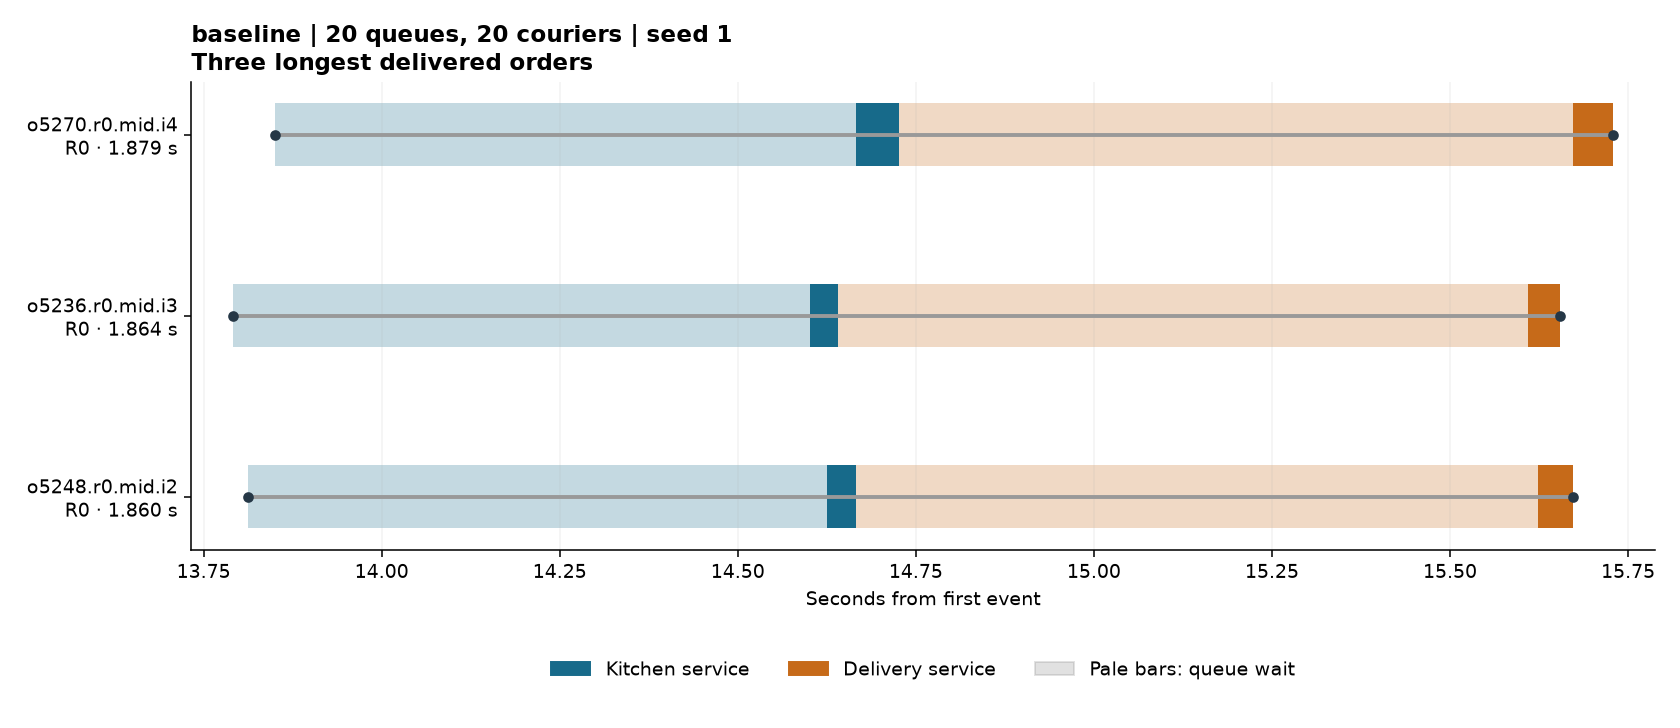 baseline | 20 queues, 20 couriers | seed 1
Three longest delivered orders
o5270.r0.mid.i4
R0 · 1.879 s
o5236.r0.mid.i3
R0 · 1.864 s
o5248.r0.mid.i2
R0 · 1.860 s
13.75 14.00 14.25 14.50 14.75 15.00 15.25 15.50 15.75
Seconds from first event
Kitchen service Delivery service Pale bars: queue wait